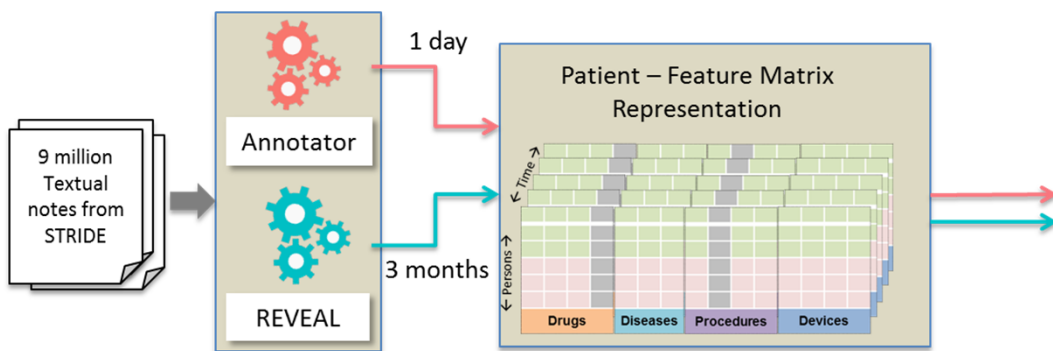 9 million
Textual
notes from
STRIDE
Annotator
REVEAL
1 day
3 months
Patient – Feature Matrix
Representation
← Time →
← Persons →
Drugs
Diseases
Procedures
Devices